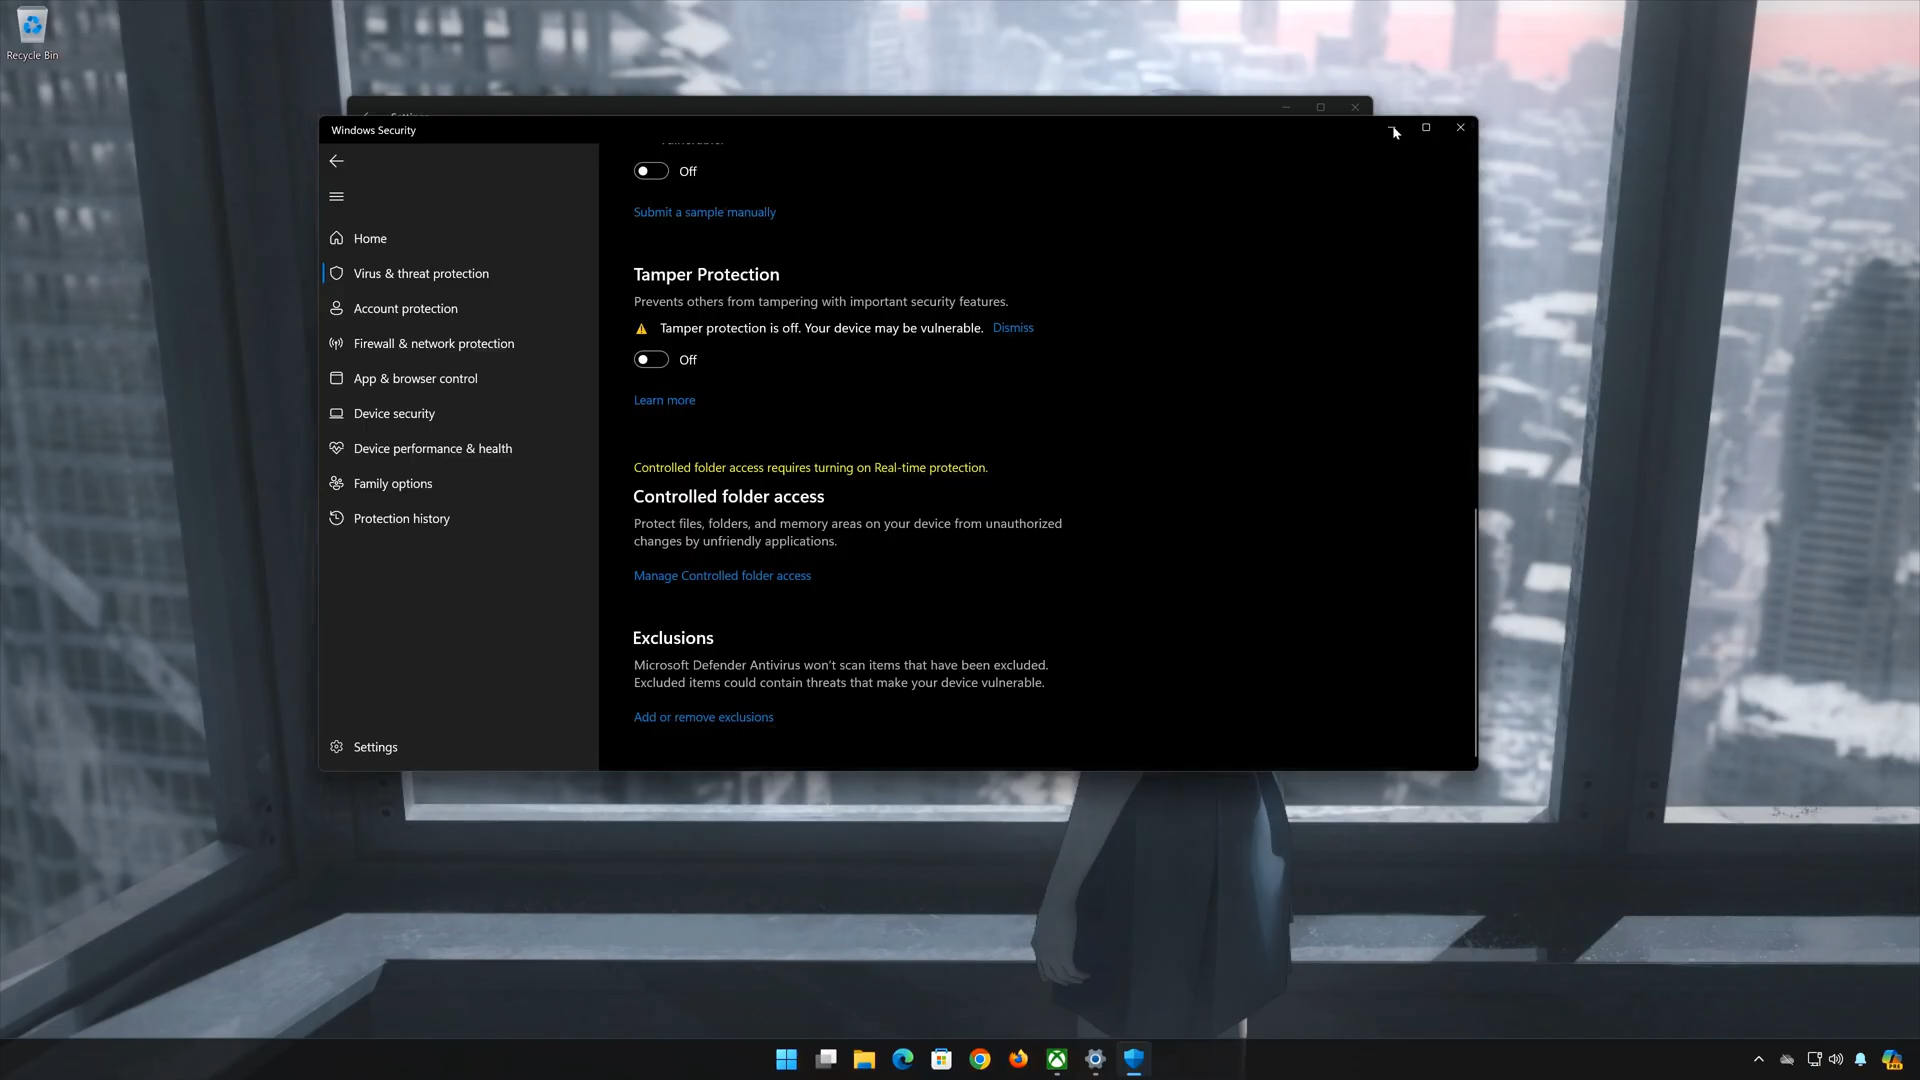 Recycle Bin
Windows Security
Off
Submit a sample manually
Home
Virus & threat protection
Account protection
Firewall & network protection
App & browser control
Device security
Device performance & health
Family options
Protection history
Settings
Tamper Protection
Prevents others from tampering with important security features.
Tamper protection is off. Your device may be vulnerable. Dismiss
Off
Learn more
Controlled folder access requires turning on Real-time protection.
Controlled folder access
Protect files, folders, and memory areas on your device from unauthorized
changes by unfriendly applications.
Manage Controlled folder access
Exclusions
Microsoft Defender Antivirus won't scan items that have been excluded.
Excluded items could contain threats that make your device vulnerable.
Add or remove exclusions
PRE